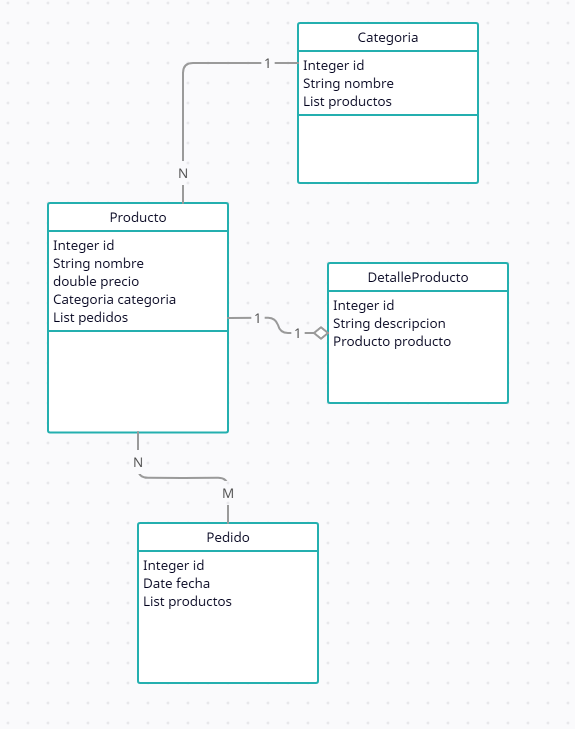 Categoria
Integer id
String nombre
List productos
1
N
Producto
Integer id
String nombre
double precio
Categoria categoria
List pedidos
1
1
DetalleProducto
Integer id
String descripcion
Producto producto
N
M
Pedido
Integer id
Date fecha
List productos